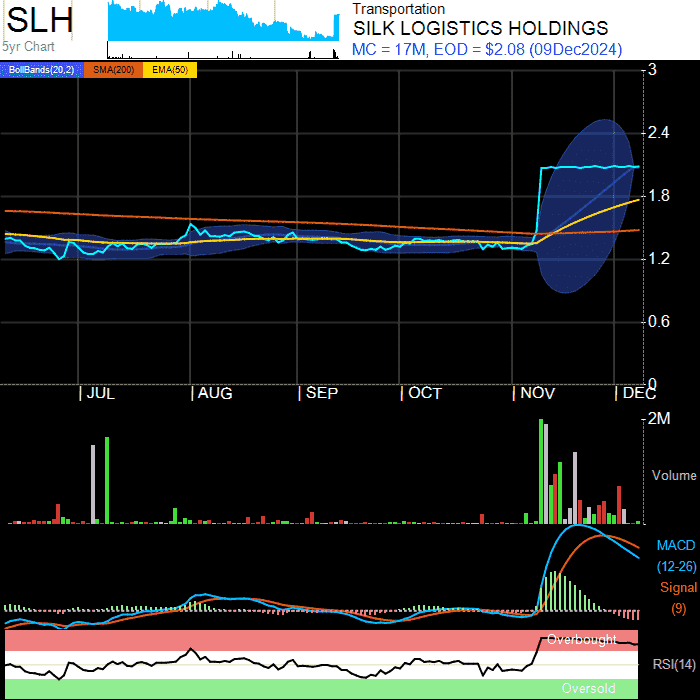 SLH
5yr Chart
Transportation
SILK LOGISTICS HOLDINGS
MC = 17M, EOD = $2.08 (09Dec2024)
BollBands(20,2) SMA(200) EMA(50)
3
2.4
1.8
1.2
0.6
0
| JUL | AUG | SEP | OCT | NOV | DEC
2M
Volume
MACD
(12-26)
Signal
(9)
Overbought
RSI(14)
Oversold